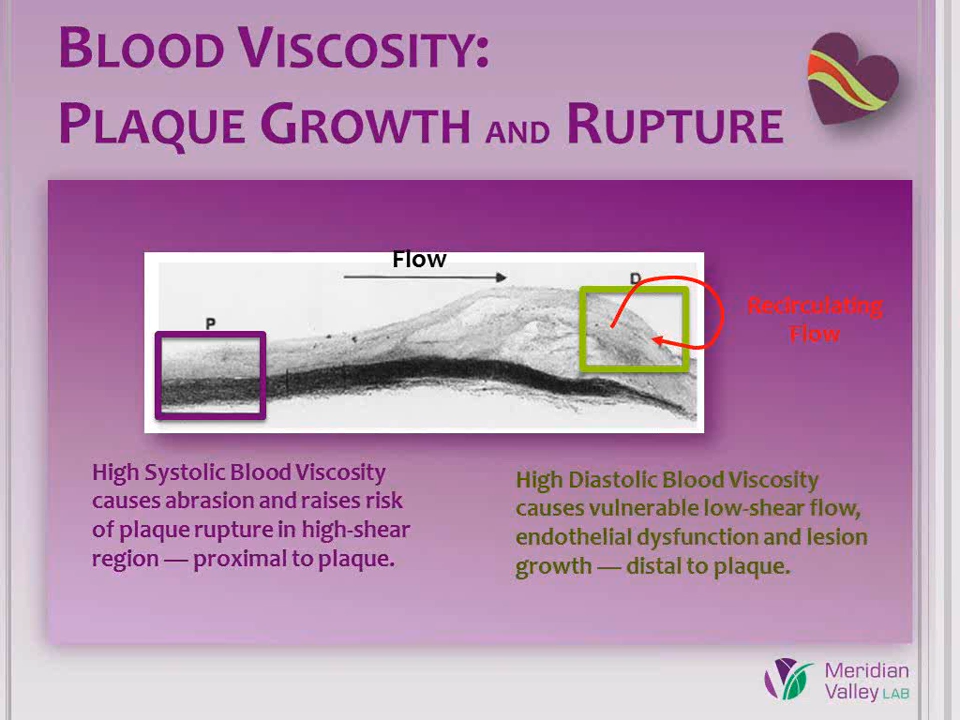 BLOOD VISCOSITY:
PLAQUE GROWTH AND RUPTURE
Flow
P
D
Recirculating
Flow
High Systolic Blood Viscosity
causes abrasion and raises risk
of plaque rupture in high-shear
region — proximal to plaque.
High Diastolic Blood Viscosity
causes vulnerable low-shear flow,
endothelial dysfunction and lesion
growth — distal to plaque.
Meridian
Valley LAB